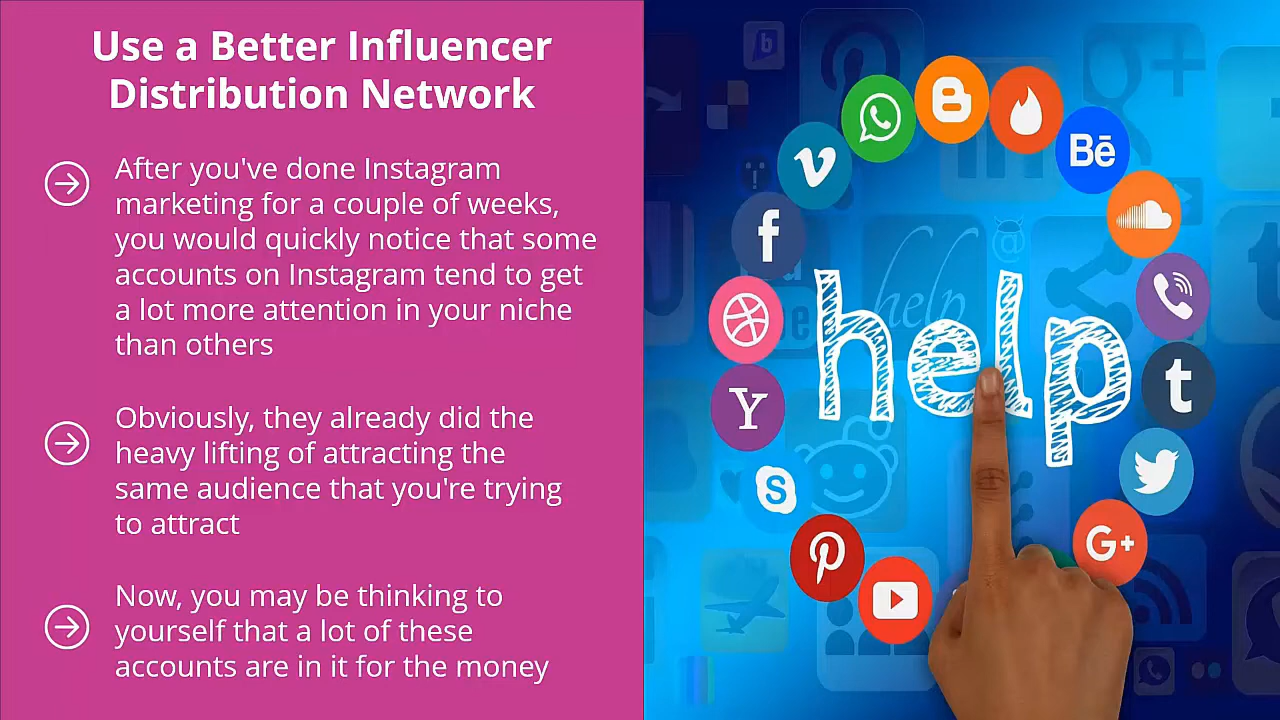 Use a Better Influencer
Distribution Network
After you've done Instagram
marketing for a couple of weeks,
you would quickly notice that some
accounts on Instagram tend to get
a lot more attention in your niche
than others
Obviously, they already did the
heavy lifting of attracting the
same audience that you're trying
to attract
Now, you may be thinking to
yourself that a lot of these
accounts are in it for the money
help
help